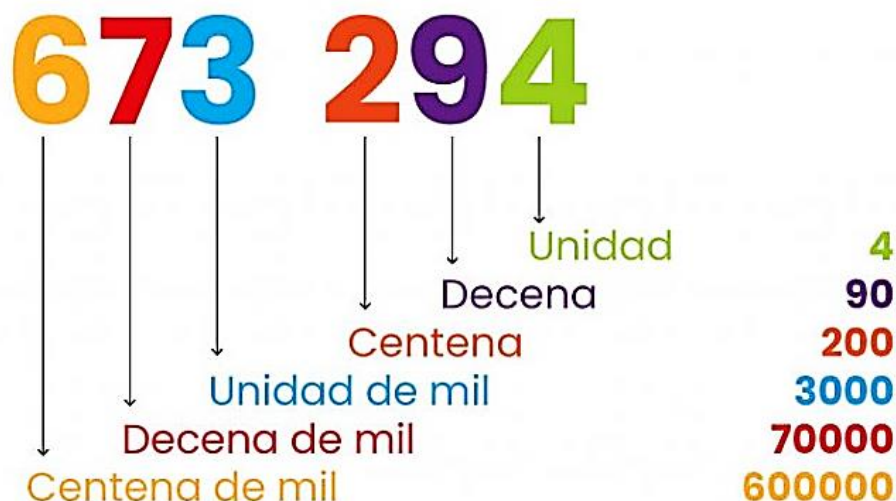 673 294
Unidad 4
Decena 90
Centena 200
Unidad de mil 3000
Decena de mil 70000
Centena de mil 600000